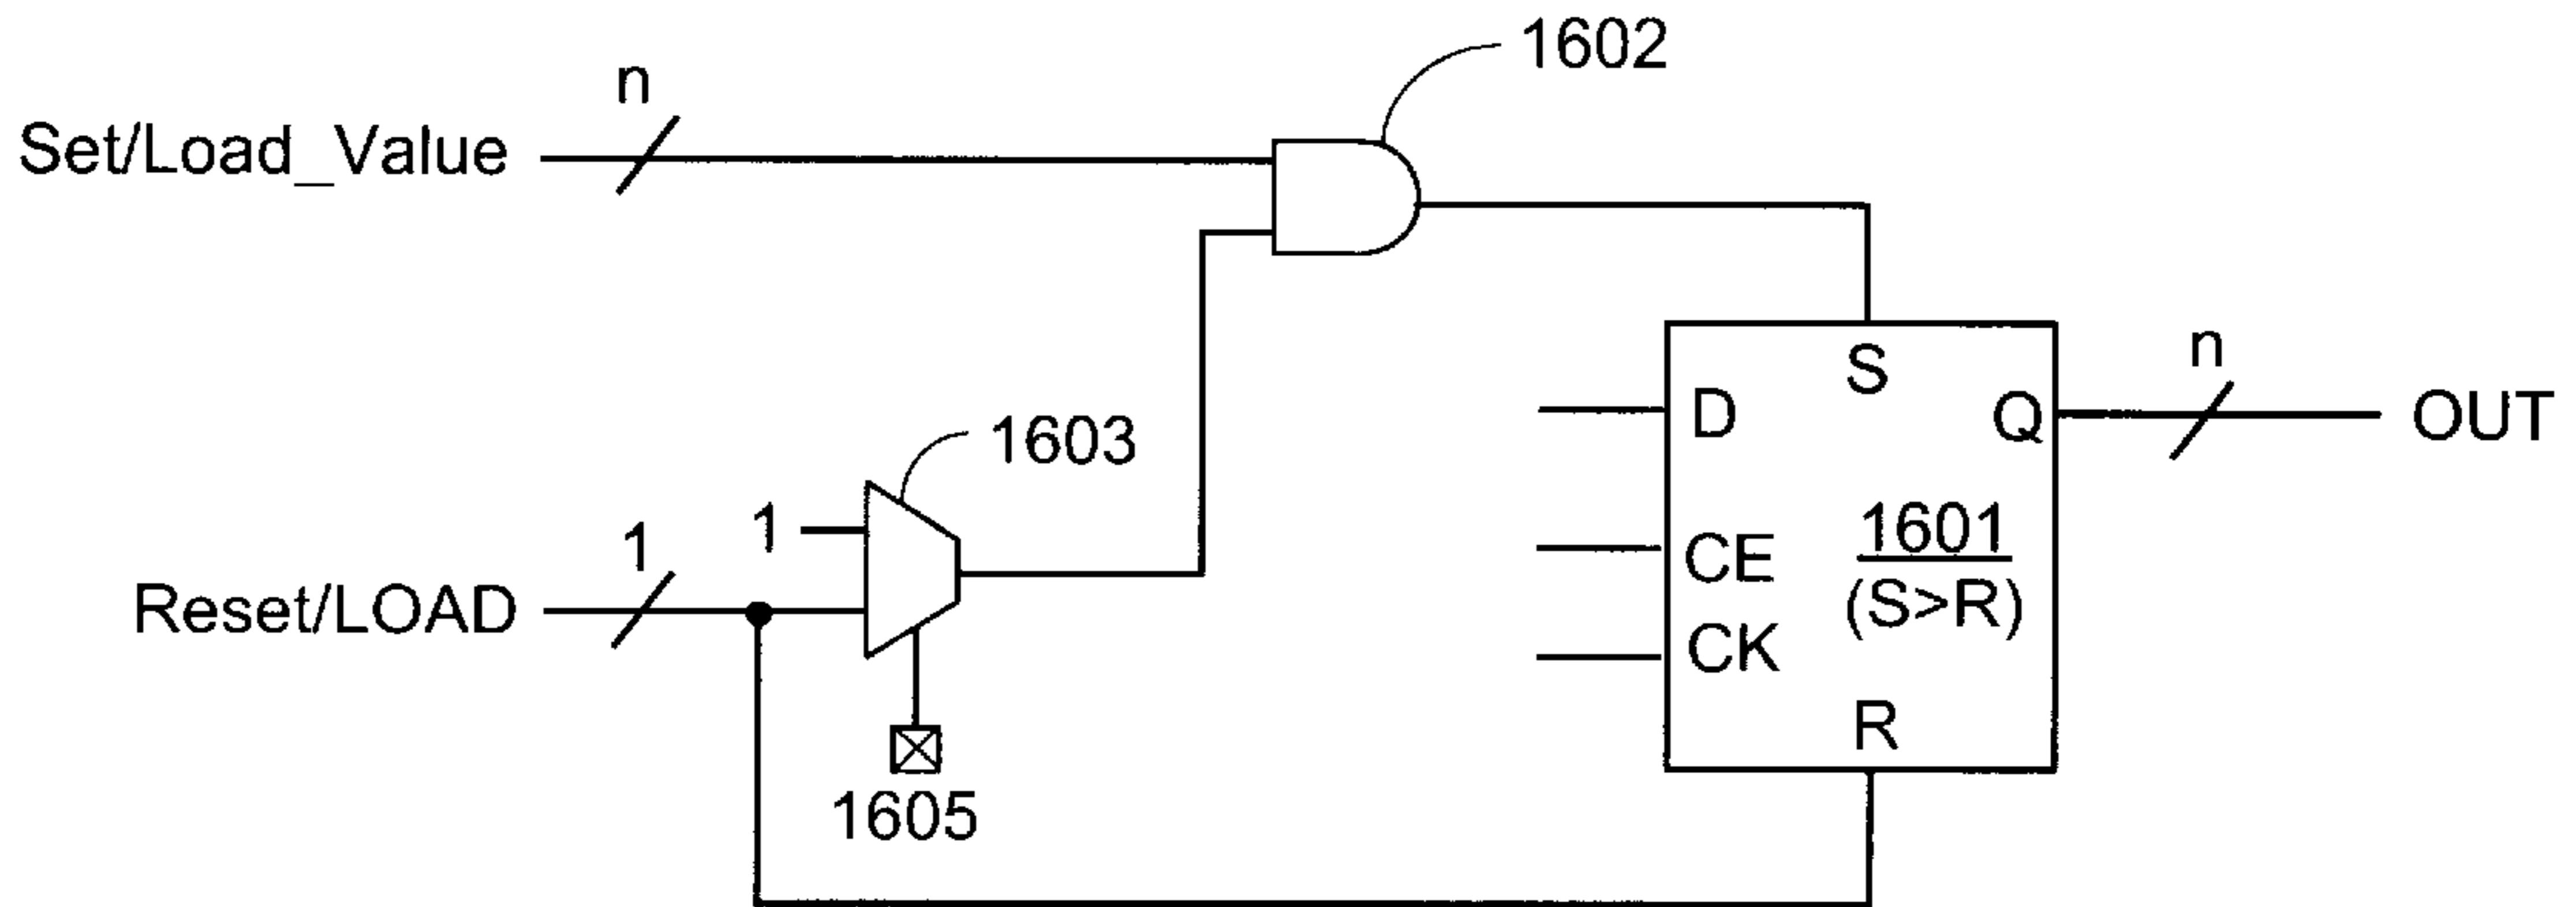 1602
n
Set/Load_Value
S
n
D
Q
OUT
1603
1
1
CE
1601
(S>R)
Reset/LOAD
CK
R
1605